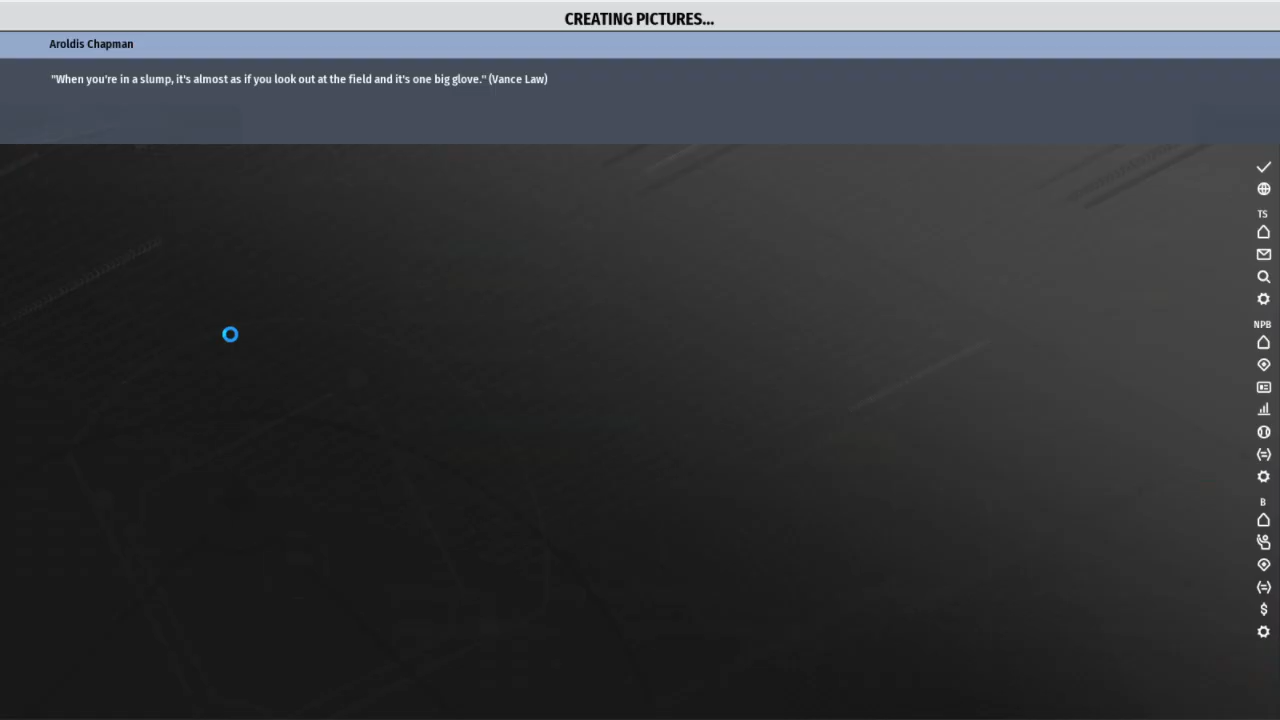 CREATING PICTURES...
Aroldis Chapman
"When you're in a slump, it's almost as if you look out at the field and it's one big glove." (Vance Law)
TS
NPB
B